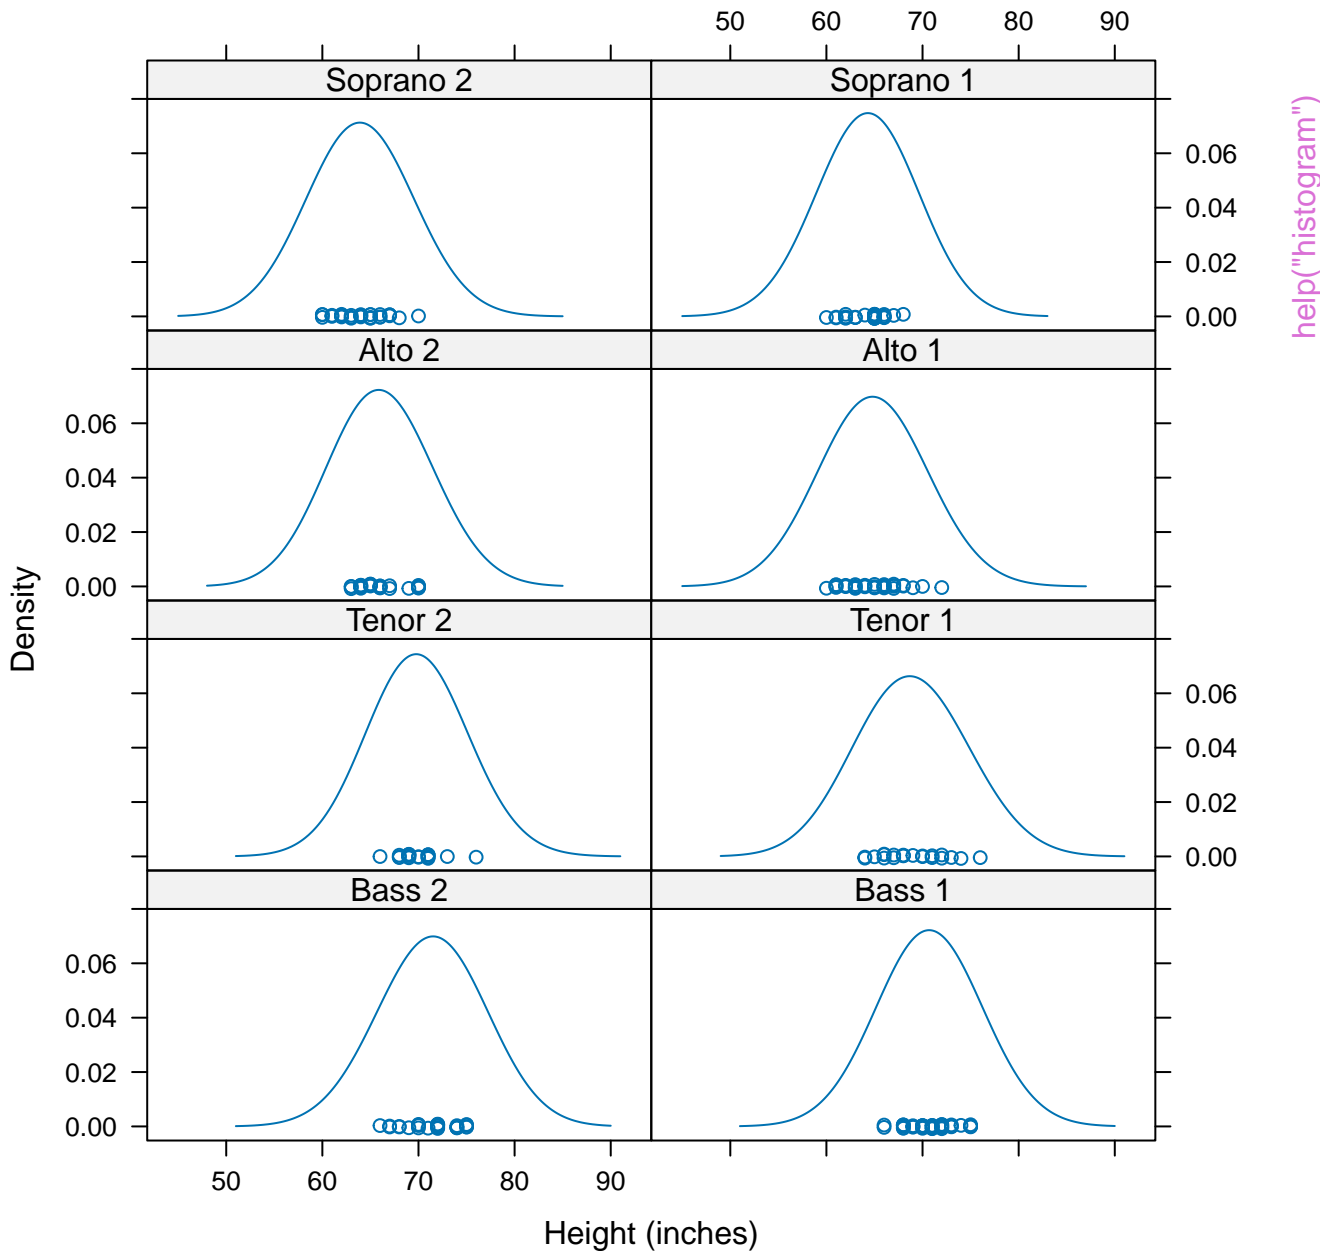 50 60 70 80 90
Soprano 2 Soprano 1
0.06
0.04
0.02
0.00
help("histogram")
Alto 2 Alto 1
0.06
0.04
0.02
0.00
Density
Tenor 2 Tenor 1
0.06
0.04
0.02
0.00
Bass 2 Bass 1
0.06
0.04
0.02
0.00
50 60 70 80 90
Height (inches)